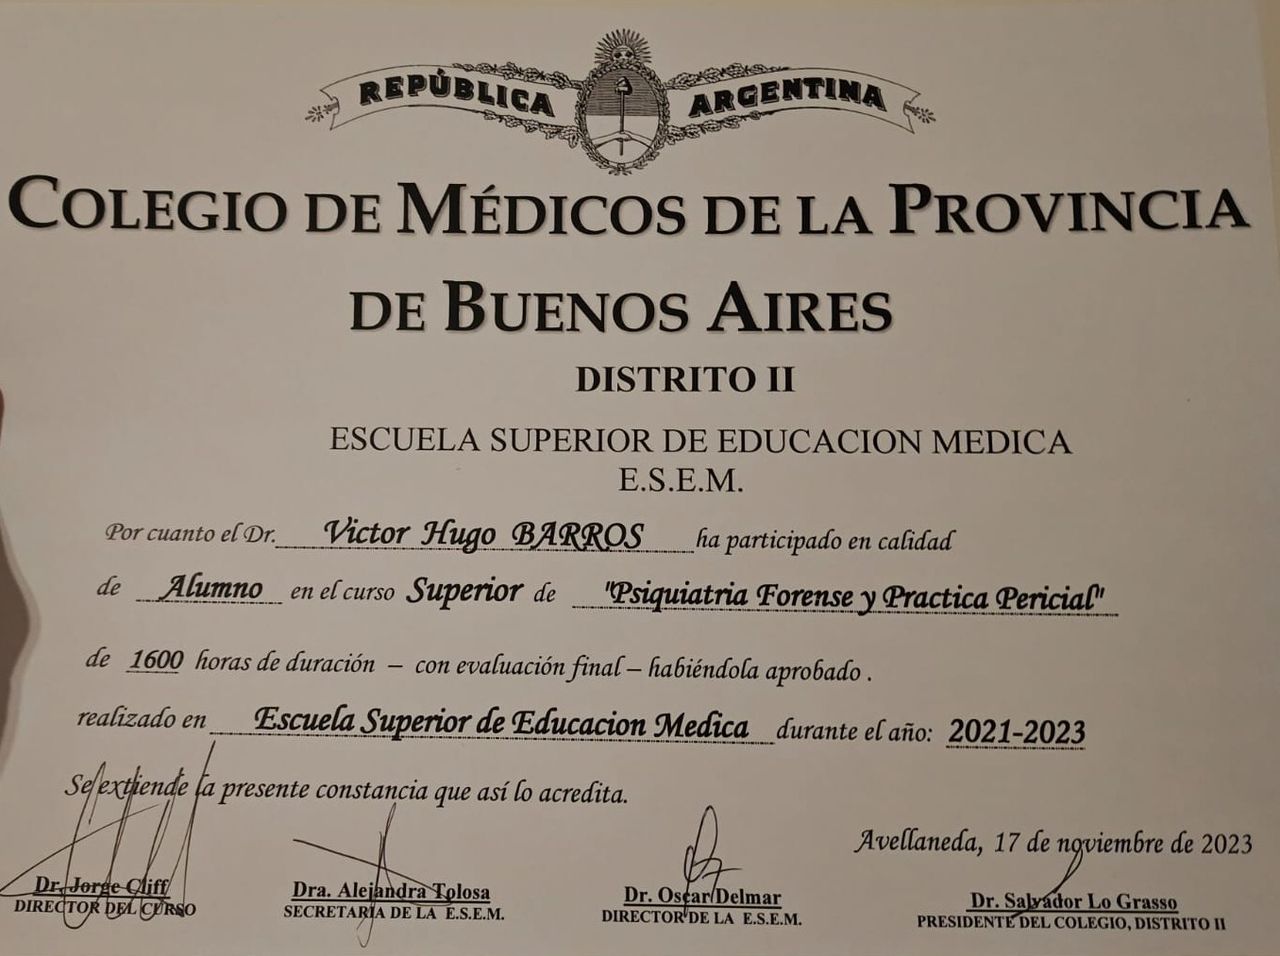 REPÚBLICA ARGENTINA
COLEGIO DE MÉDICOS DE LA PROVINCIA
DE BUENOS AIRES
DISTRITO II
ESCUELA SUPERIOR DE EDUCACION MEDICA
E.S.E.M.
Por cuanto el Dr. Victor Hugo BARROS ha participado en calidad
de Alumno en el curso Superior de "Psiquiatria Forense y Practica Pericial"
de 1600 horas de duración – con evaluación final – habiéndola aprobado .
realizado en Escuela Superior de Educacion Medica durante el año: 2021-2023
Se extiende la presente constancia que así lo acredita.
Avellaneda, 17 de noviembre de 2023
Dr. Jorge Cliff
DIRECTOR DEL CURSO
Dra. Alejandra Tolosa
SECRETARIA DE LA E.S.E.M.
Dr. Oscar Delmar
DIRECTOR DE LA E.S.E.M.
Dr. Salvador Lo Grasso
PRESIDENTE DEL COLEGIO, DISTRITO II